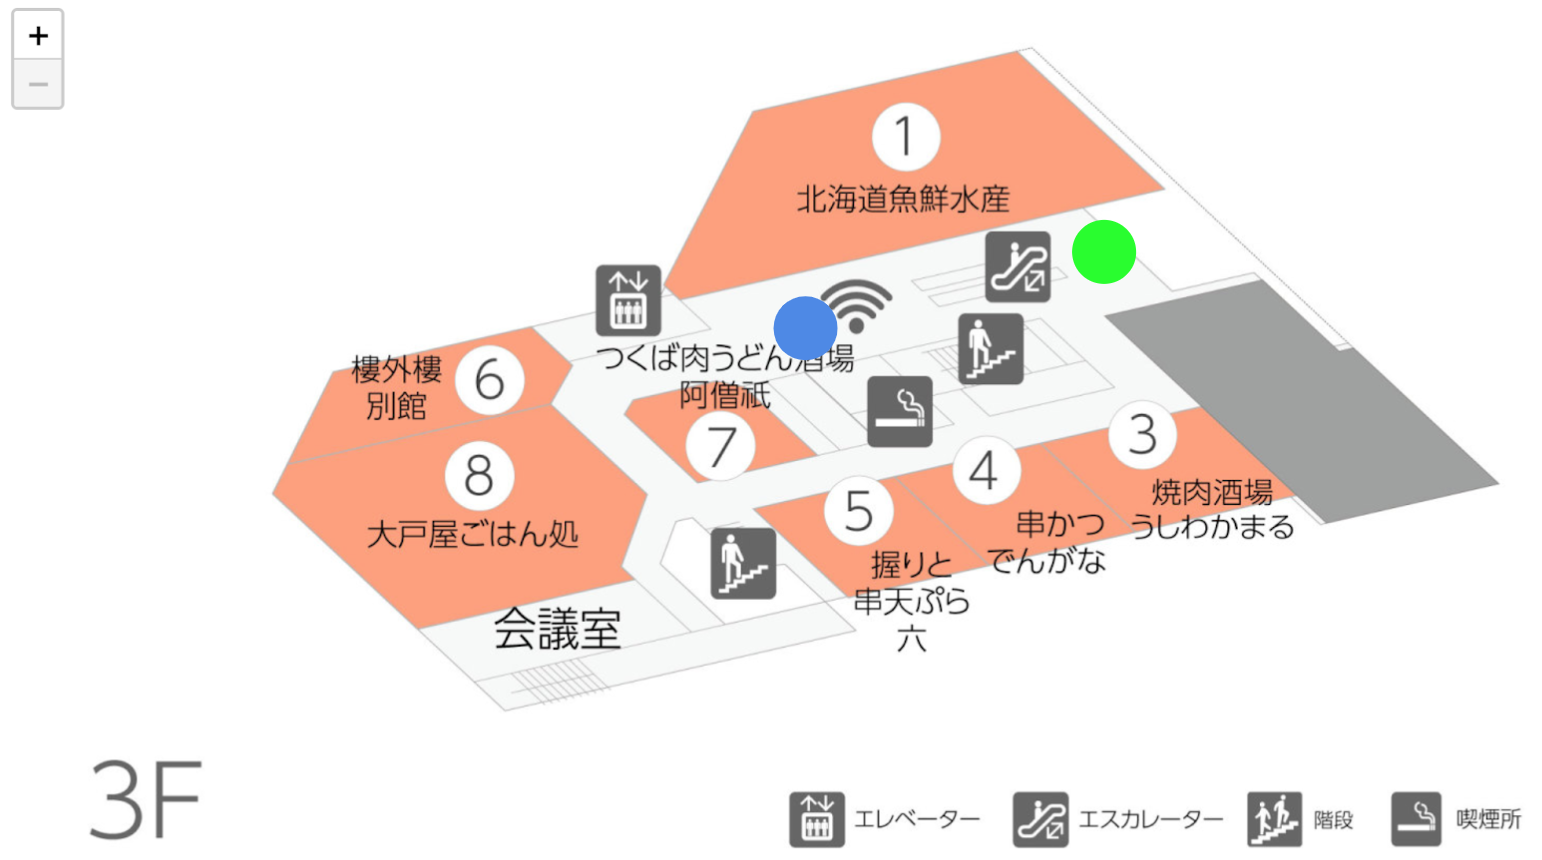 +
−
1
北海道魚鮮水産
樓外樓
別館
6
つくば肉うどん酒場
阿僧祇
7
8
大戸屋ごはん処
3
焼肉酒場
うしわかまる
4
串かつ
でんがな
5
握りと
串天ぷら
六
会議室
3F
エレベーター
エスカレーター
階段
喫煙所